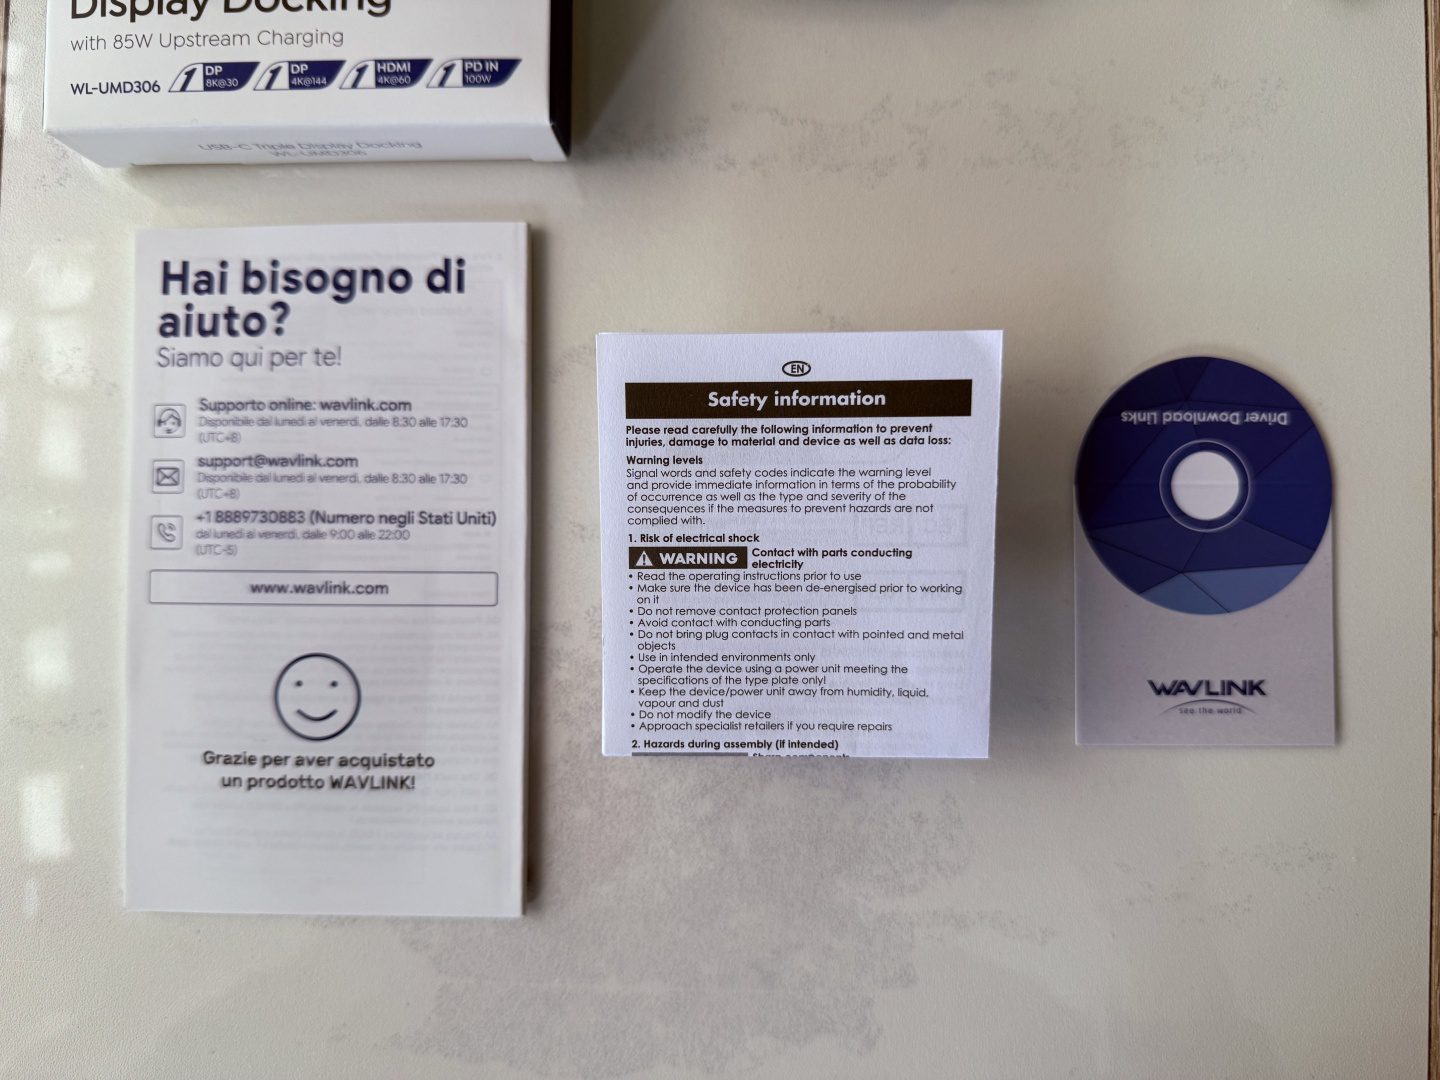 Display Docking
with 85W Upstream Charging
WL-UMD306
1 DP 8K@30
1 DP 4K@144
1 HDMI 4K@60
1 PD IN 100W
USB-C Triple Display Docking
WL-UMD306
Hai bisogno di
aiuto?
Siamo qui per te!
Supporto online: wavlink.com
Disponibile dal lunedì al venerdì, dalle 8:30 alle 17:30
(UTC+8)
support@wavlink.com
Disponibile dal lunedì al venerdì, dalle 8:30 alle 17:30
(UTC+8)
+1 8889730883 (Numero negli Stati Uniti)
dal lunedì al venerdì, dalle 9:00 alle 22:00
(UTC-5)
www.wavlink.com
Grazie per aver acquistato
un prodotto WAVLINK!
EN
Safety information
Please read carefully the following information to prevent
injuries, damage to material and device as well as data loss:
Warning levels
Signal words and safety codes indicate the warning level
and provide immediate information in terms of the probability
of occurrence as well as the type and severity of the
consequences if the measures to prevent hazards are not
complied with.
1. Risk of electrical shock
WARNING Contact with parts conducting
electricity
• Read the operating instructions prior to use
• Make sure the device has been de-energised prior to working
on it
• Do not remove contact protection panels
• Avoid contact with conducting parts
• Do not bring plug contacts in contact with pointed and metal
objects
• Use in intended environments only
• Operate the device using a power unit meeting the
specifications of the type plate only!
• Keep the device/power unit away from humidity, liquid,
vapour and dust
• Do not modify the device
• Approach specialist retailers if you require repairs
2. Hazards during assembly (if intended)
Sharp components
Driver Download Links
WAVLINK
see the world